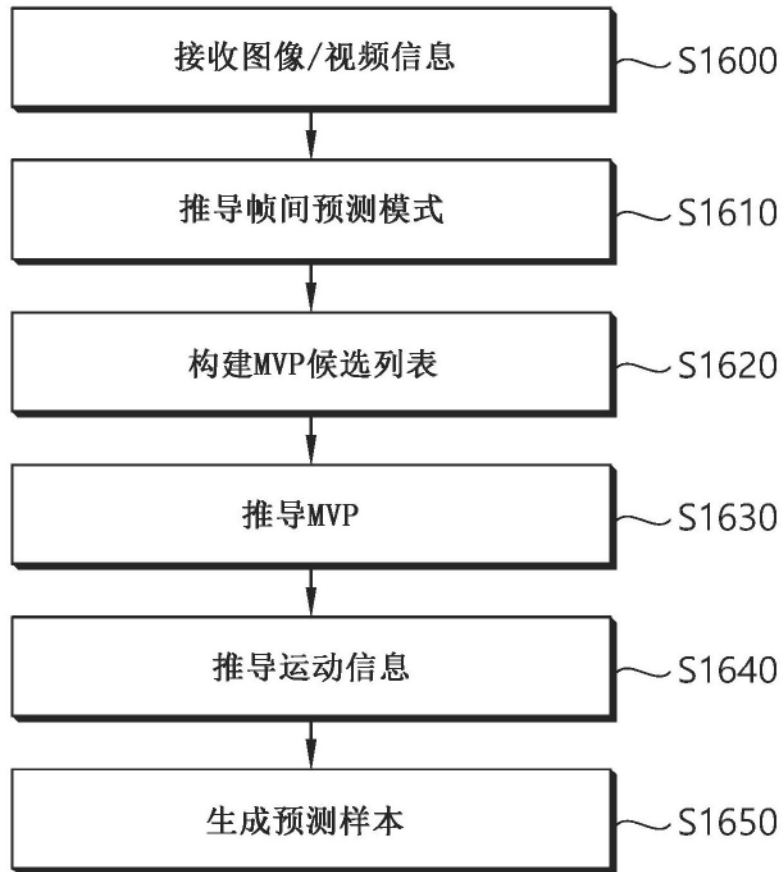 接收图像/视频信息
S1600
推导帧间预测模式
S1610
构建MVP候选列表
S1620
推导MVP
S1630
推导运动信息
S1640
生成预测样本
S1650